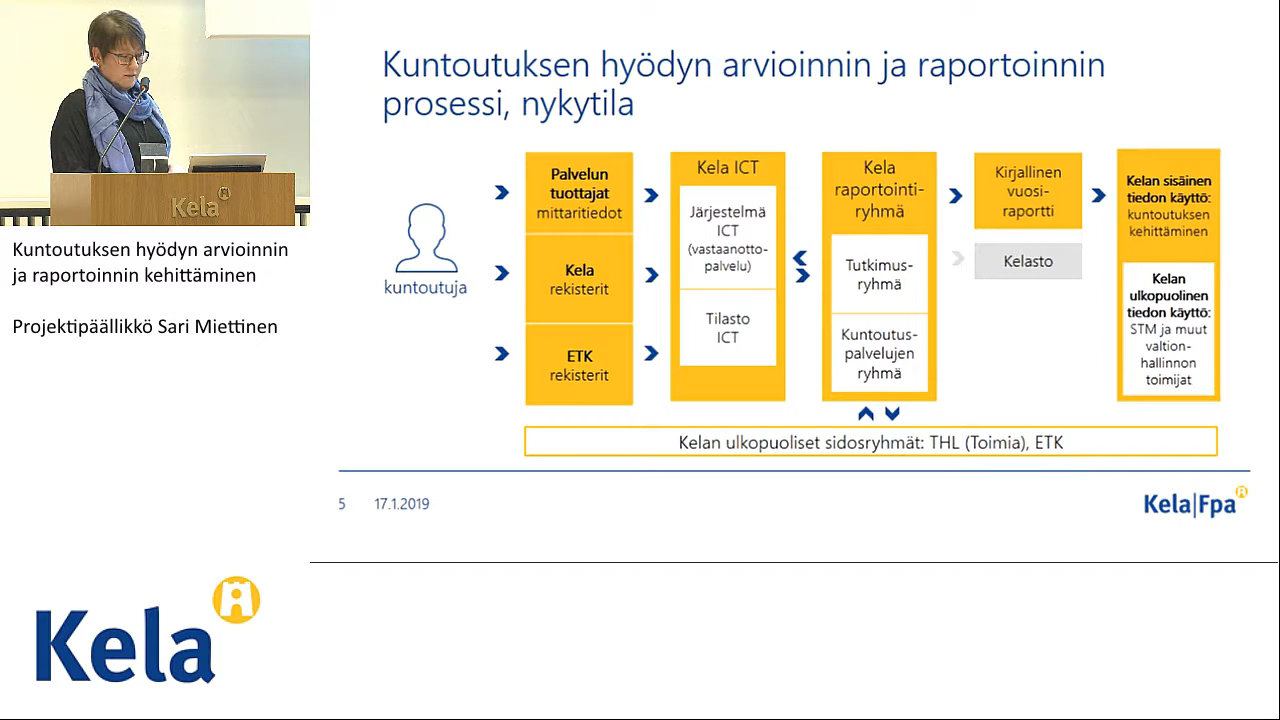 Kela
Kuntoutuksen hyödyn arvioinnin
ja raportoinnin kehittäminen
Projektipäällikkö Sari Miettinen
Kela
Kuntoutuksen hyödyn arvioinnin ja raportoinnin
prosessi, nykytila
kuntoutuja
Palvelun
tuottajat
mittaritiedot
Kela
rekisterit
ETK
rekisterit
Kela ICT
Järjestelmä
ICT
(vastaanotto-
palvelu)
Tilasto
ICT
Kela
raportointi-
ryhmä
Tutkimus-
ryhmä
Kuntoutus-
palvelujen
ryhmä
Kirjallinen
vuosi-
raportti
Kelasto
Kelan sisäinen
tiedon käyttö:
kuntoutuksen
kehittäminen
Kelan
ulkopuolinen
tiedon käyttö:
STM ja muut
valtion-
hallinnon
toimijat
Kelan ulkopuoliset sidosryhmät: THL (Toimia), ETK
5 17.1.2019
Kela|Fpa